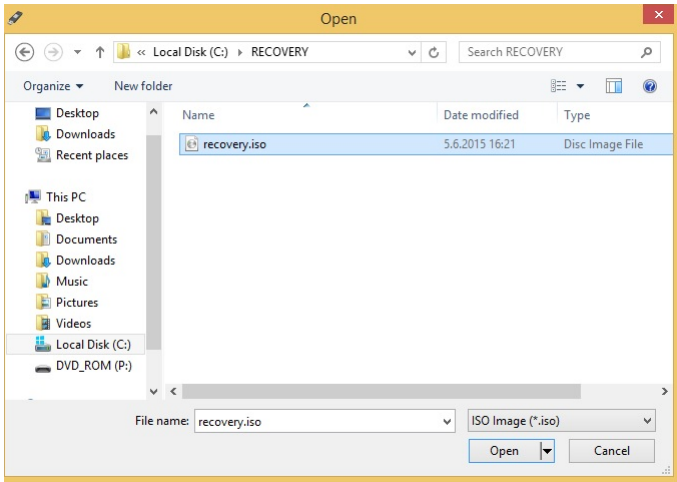 Open
« Local Disk (C:) RECOVERY
Search RECOVERY
Organize
New folder
Desktop
Downloads
Recent places
This PC
Desktop
Documents
Downloads
Music
Pictures
Videos
Local Disk (C:)
DVD_ROM (P:)
Name Date modified Type
recovery.iso 5.6.2015 16:21 Disc Image File
File name: recovery.iso
ISO Image (*.iso)
Open Cancel